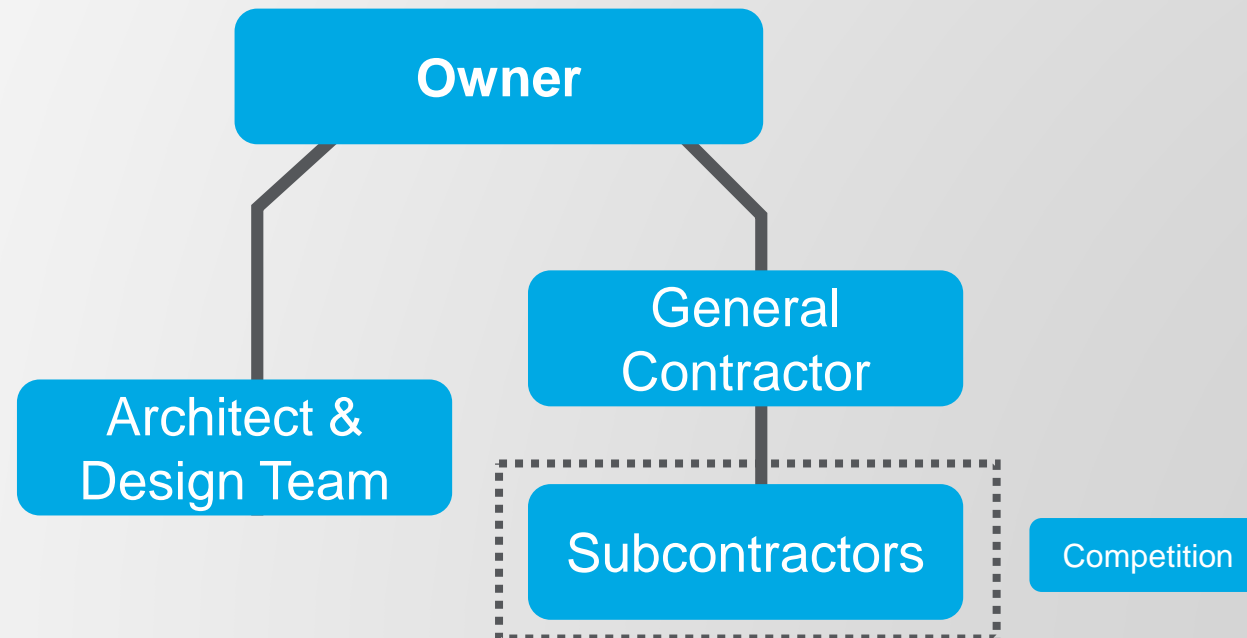 Owner
General
Contractor
Architect &
Design Team
Subcontractors
Competition